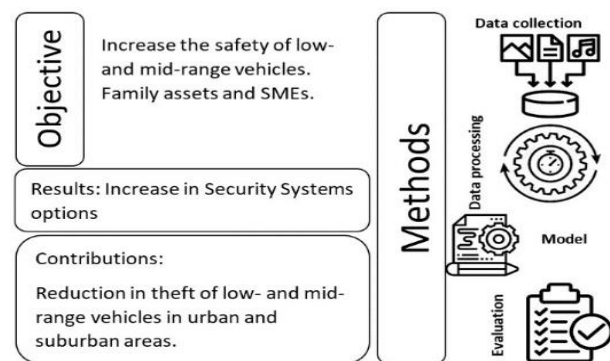 Objective
Increase the safety of low-
and mid-range vehicles.
Family assets and SMEs.
Results: Increase in Security Systems
options
Contributions:
Reduction in theft of low- and mid-
range vehicles in urban and
suburban areas.
Methods
Data collection
Data processing
Model
Evaluation